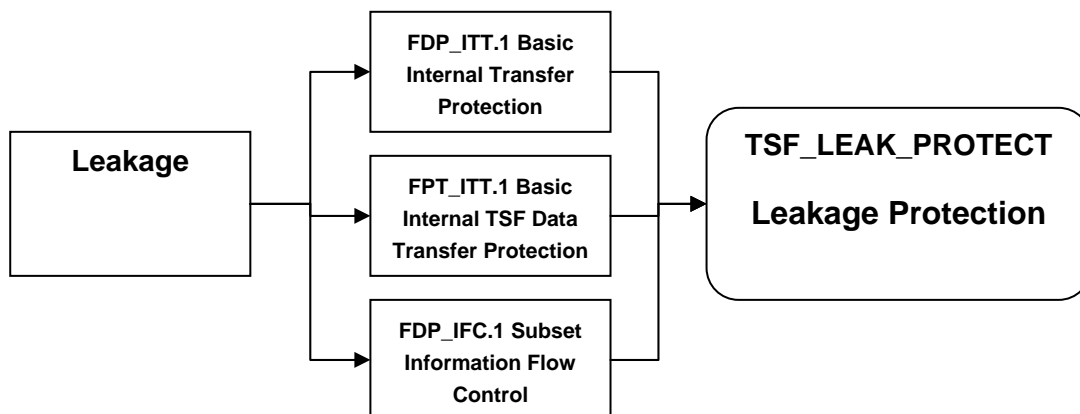 Leakage
FDP_ITT.1 Basic
Internal Transfer
Protection
FPT_ITT.1 Basic
Internal TSF Data
Transfer Protection
FDP_IFC.1 Subset
Information Flow
Control
TSF_LEAK_PROTECT
Leakage Protection